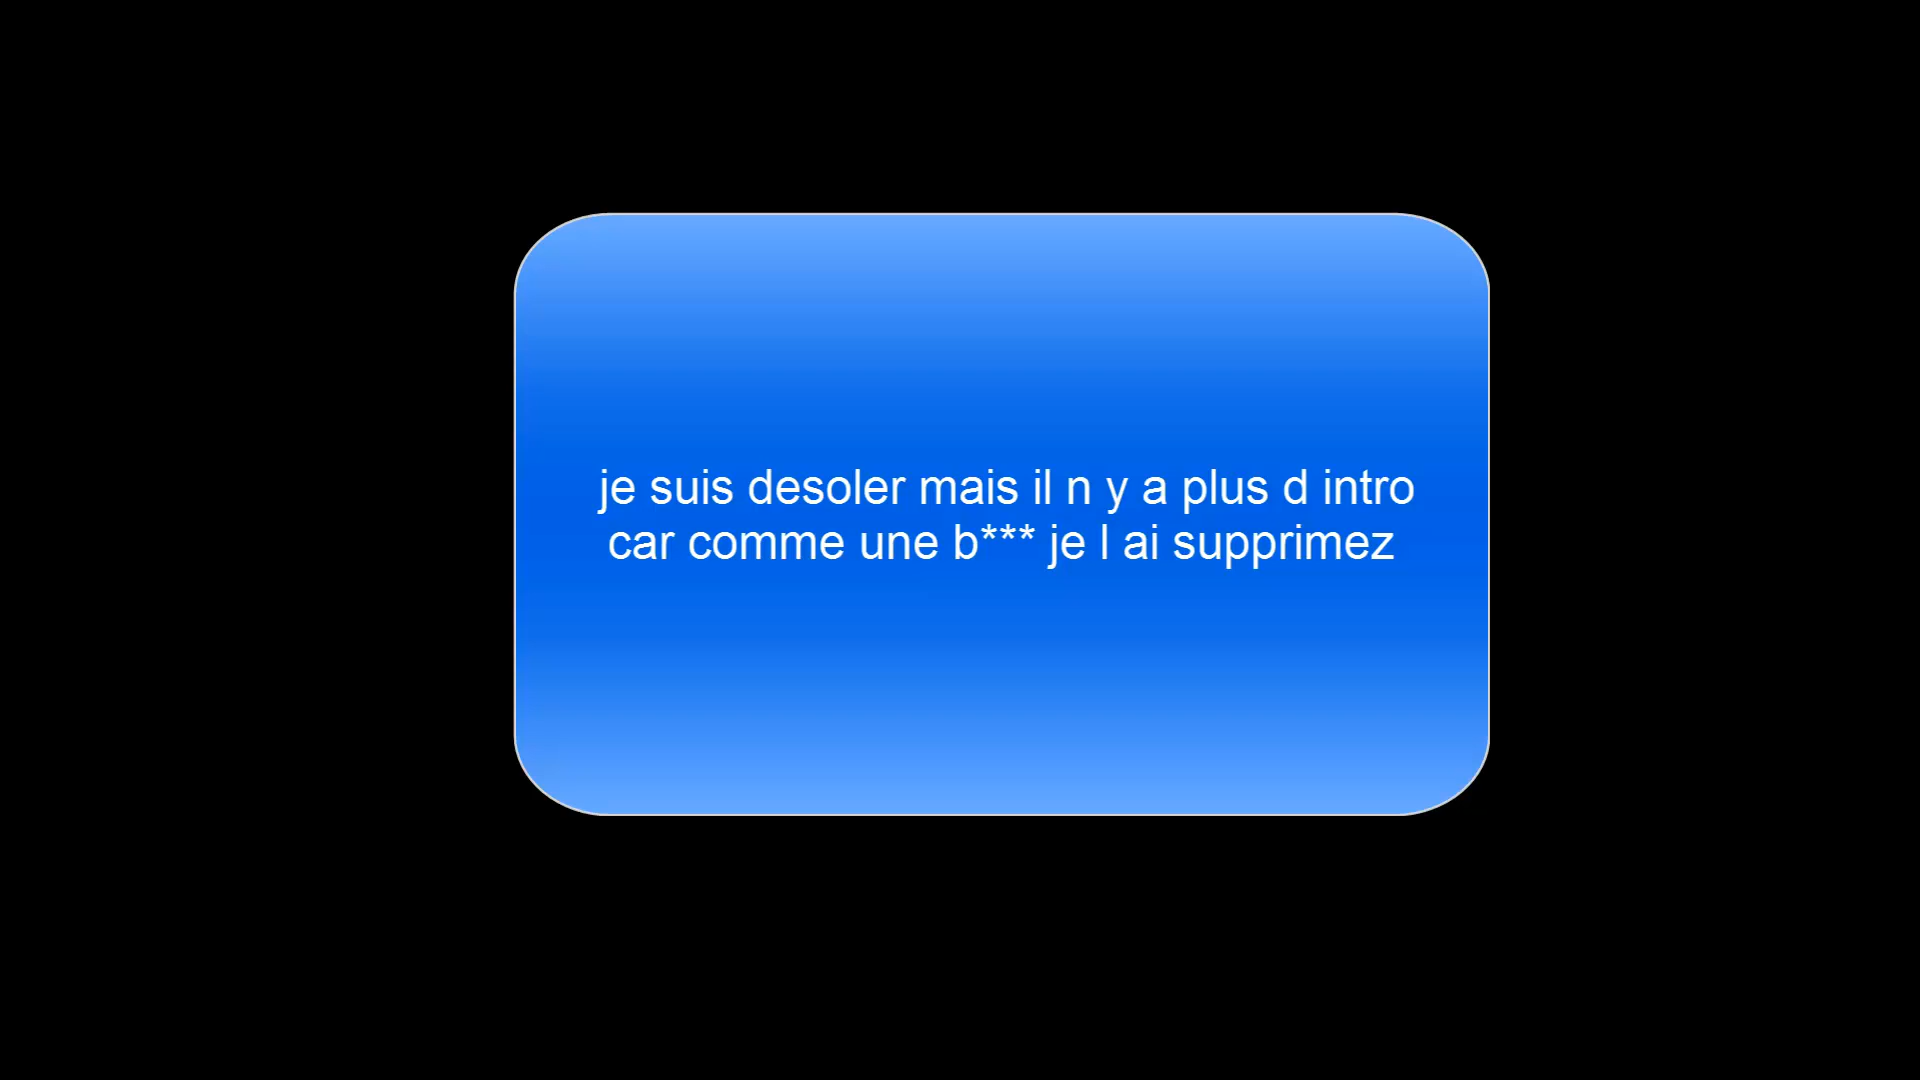 je suis desoler mais il n y a plus d intro
car comme une b*** je l ai supprimez